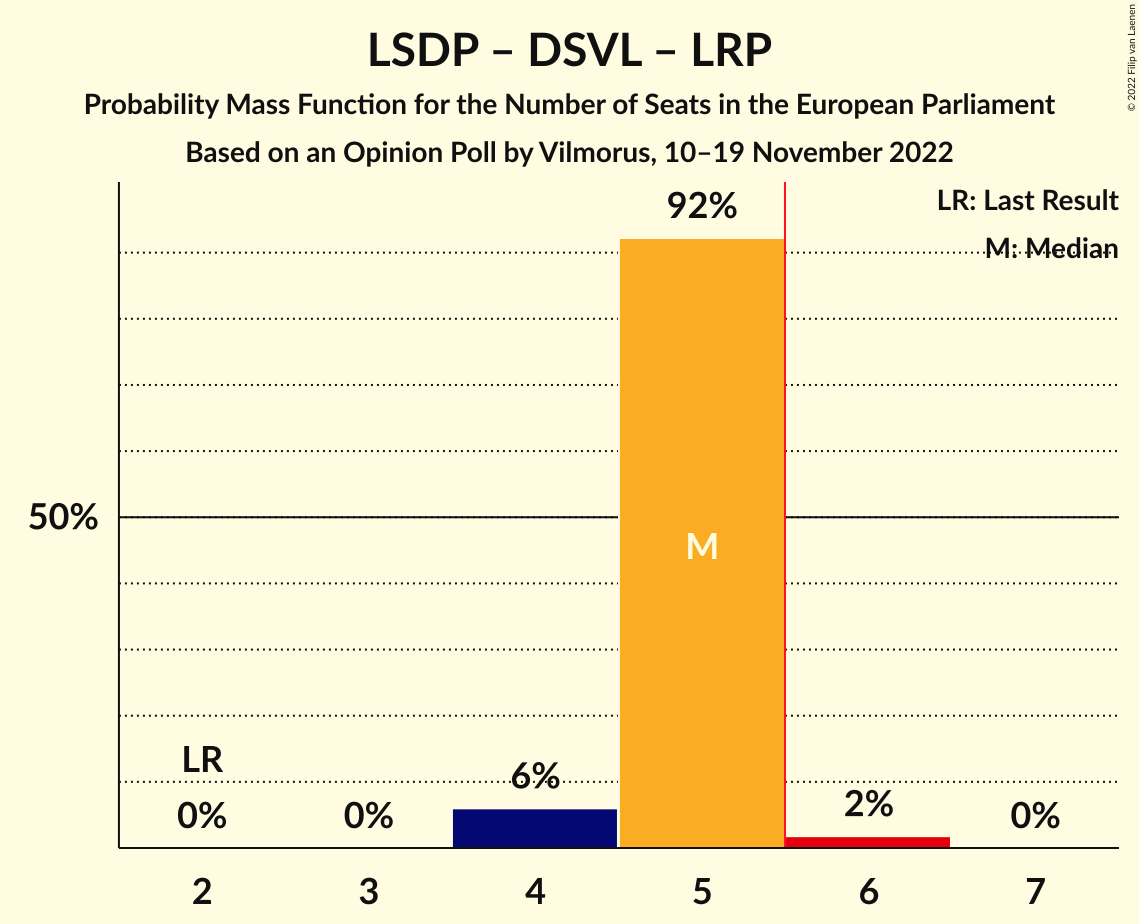 LSDP – DSVL – LRP
Probability Mass Function for the Number of Seats in the European Parliament
Based on an Opinion Poll by Vilmorus, 10–19 November 2022
© 2022 Filip van Laenen
LR: Last Result
M: Median
92%
50%
M
LR
0%
0%
6%
2%
0%
2
3
4
5
6
7